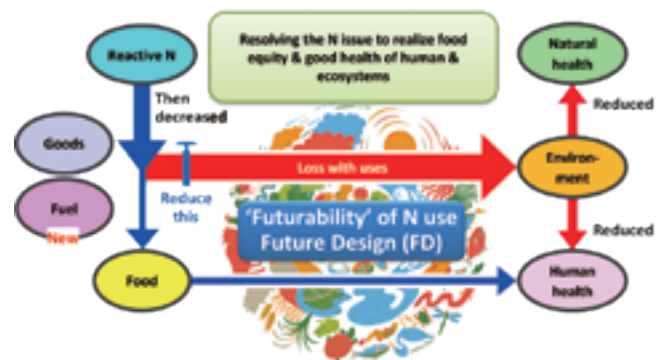 Reactive N
Resolving the N issue to realize food
equity & good health of human &
ecosystems
Natural
health
Then
decreased
Reduced
Goods
Loss with uses
Environ-
ment
Reduce
this
Fuel
New
'Futurability' of N use
Future Design (FD)
Reduced
Food
Human
health